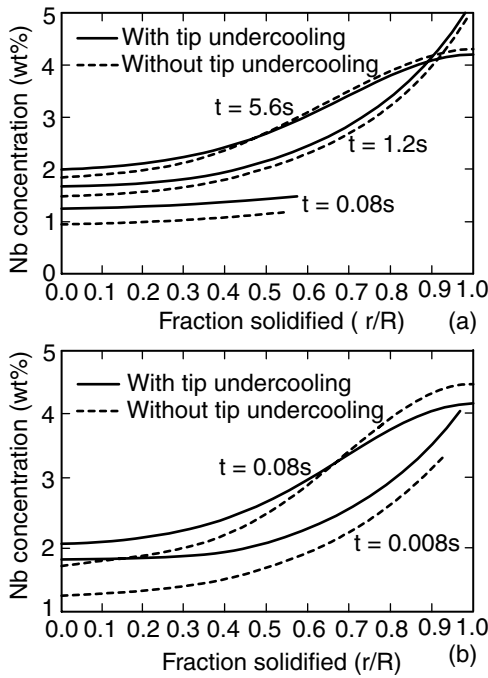 5
With tip undercooling
Without tip undercooling
4
t = 5.6s
3
t = 1.2s
2
t = 0.08s
1
0
Nb concentration (wt%)
0.0 0.1 0.2 0.3 0.4 0.5 0.6 0.7 0.8 0.9 1.0
Fraction solidified ( r/R) (a)
5
With tip undercooling
Without tip undercooling
4
t = 0.08s
3
t = 0.008s
2
1
Nb concentration (wt%)
0.0 0.1 0.2 0.3 0.4 0.5 0.6 0.7 0.8 0.9 1.0
Fraction solidified (r/R) (b)